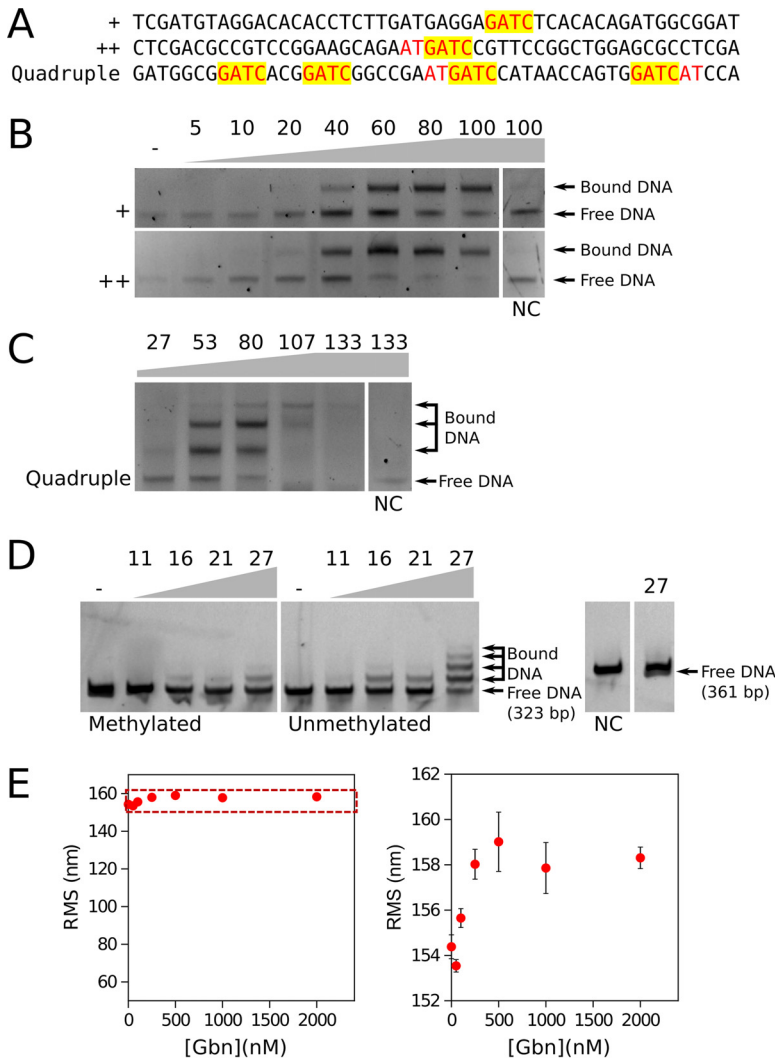 A
+ TCGATGTAGGACACACCTCTTGATGAGGAGATCTCACACAGATGGCGGAT
++ CTCGACGCCGTCCGGAAGCAGAATGATCCGTTCCGGCTGGAGCGCCTCGA
Quadruple GATGGCGGATCACGGATCGGCCGAATGATCCATAACCAGTGGATCATCCA
B
- 5 10 20 40 60 80 100 100
Bound DNA
+ Free DNA
Bound DNA
++ Free DNA
NC
C
27 53 80 107 133 133
Bound
DNA
Quadruple Free DNA
NC
D
- 11 16 21 27 - 11 16 21 27 27
Bound
DNA
Free DNA
(323 bp)
Free DNA
(361 bp)
Methylated Unmethylated NC
E
RMS (nm)
160
140
120
100
80
60
0 500 1000 1500 2000
[Gbn](nM)
RMS (nm)
162
160
158
156
154
152
0 500 1000 1500 2000
[Gbn](nM)